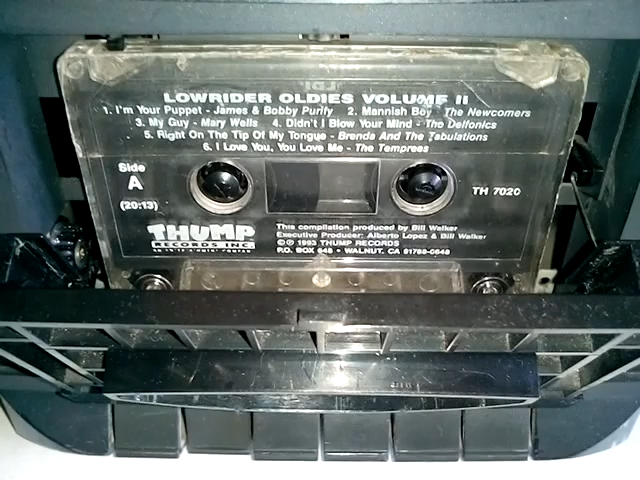 LOWRIDER OLDIES VOLUME II
1. I'm Your Puppet - James & Bobby Purify 2. Mannish Boy - The Newcomers
3. My Guy - Mary Wells 4. Didn't I Blow Your Mind - The Delfonics
5. Right On The Tip Of My Tongue - Brenda And The Tabulations
6. I Love You, You Love Me - The Temprees
Side
A
(20:13)
TH 7020
THUMP
RECORDS INC.
This compilation produced by Bill Walker
Executive Producer: Alberto Lopez & Bill Walker
©℗ 1993 THUMP RECORDS
P.O. BOX 645 - WALNUT, CA 91788-0645